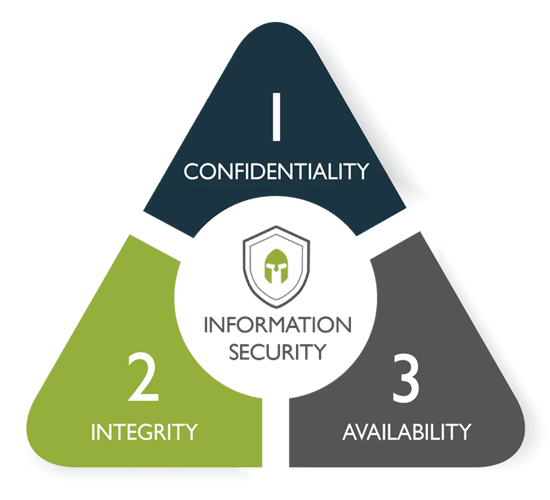 1
CONFIDENTIALITY
INFORMATION
SECURITY
2
INTEGRITY
3
AVAILABILITY